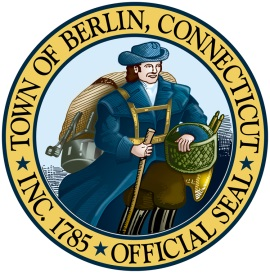 TOWN OF BERLIN, CONNECTICUT
INC. 1785 ★ OFFICIAL SEAL